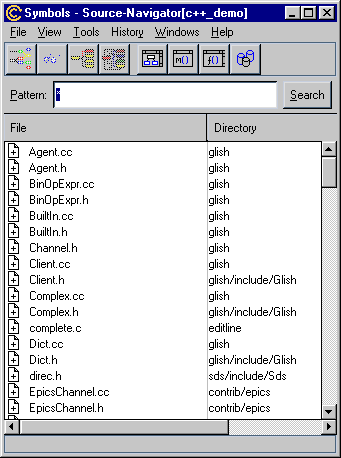 Symbols - Source-Navigator[c++_demo]
File View Tools History Windows Help
M() F()
Pattern: * Search
File Directory
Agent.cc glish
Agent.h glish
BinOpExpr.cc glish
BinOpExpr.h glish
BuiltIn.cc glish
BuiltIn.h glish
Channel.h glish
Client.cc glish
Client.h glish/include/Glish
Complex.cc glish
Complex.h glish/include/Glish
complete.c editline
Dict.cc glish
Dict.h glish/include/Glish
direc.h sds/include/Sds
EpicsChannel.cc contrib/epics
EpicsChannel.h contrib/epics